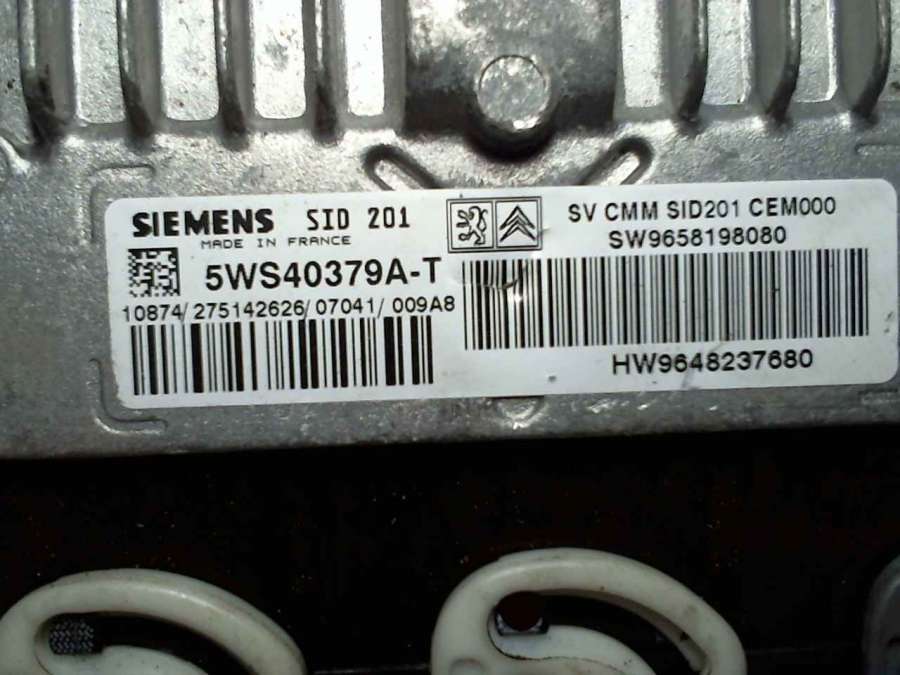 SIEMENS SID 201
MADE IN FRANCE
5WS40379A-T
10874/275142626/07041/009A8
SV CMM SID201 CEM000
SW9658198080
HW9648237680